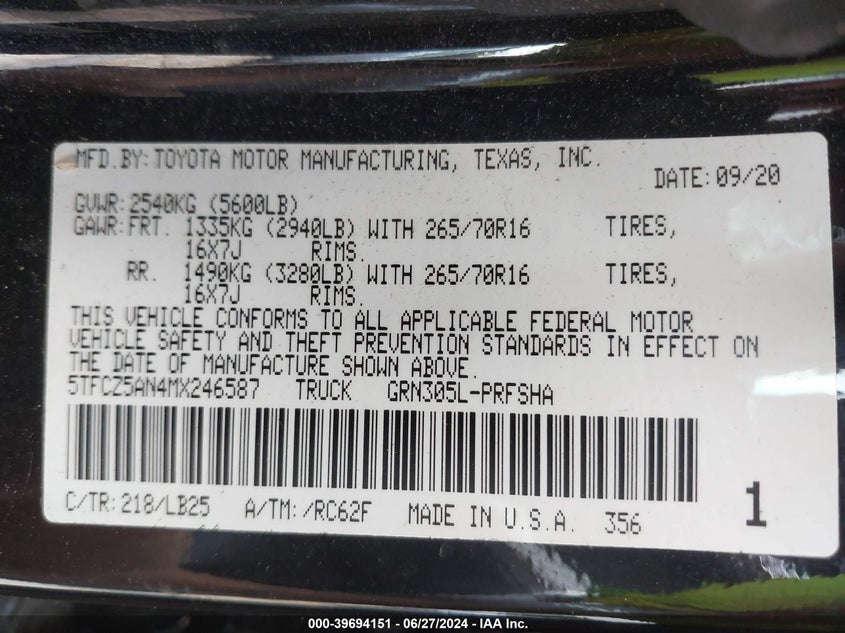 MFD.BY:TOYOTA MOTOR MANUFACTURING, TEXAS, INC.
DATE:09/20
GVWR:2540KG (5600LB)
GAWR:FRT. 1335KG (2940LB) WITH 265/70R16 TIRES,
16X7J RIMS.
RR. 1490KG (3280LB) WITH 265/70R16 TIRES,
16X7J RIMS.
THIS VEHICLE CONFORMS TO ALL APPLICABLE FEDERAL MOTOR
VEHICLE SAFETY AND THEFT PREVENTION STANDARDS IN EFFECT ON
THE DATE OF MANUFACTURE SHOWN ABOVE.
5TFCZ5AN4MX246587 TRUCK GRN305L-PRFSHA
C/TR:218/LB25 A/TM:/RC62F MADE IN U.S.A. 356 1
000-39694151 - 06/27/2024 - IAA Inc.